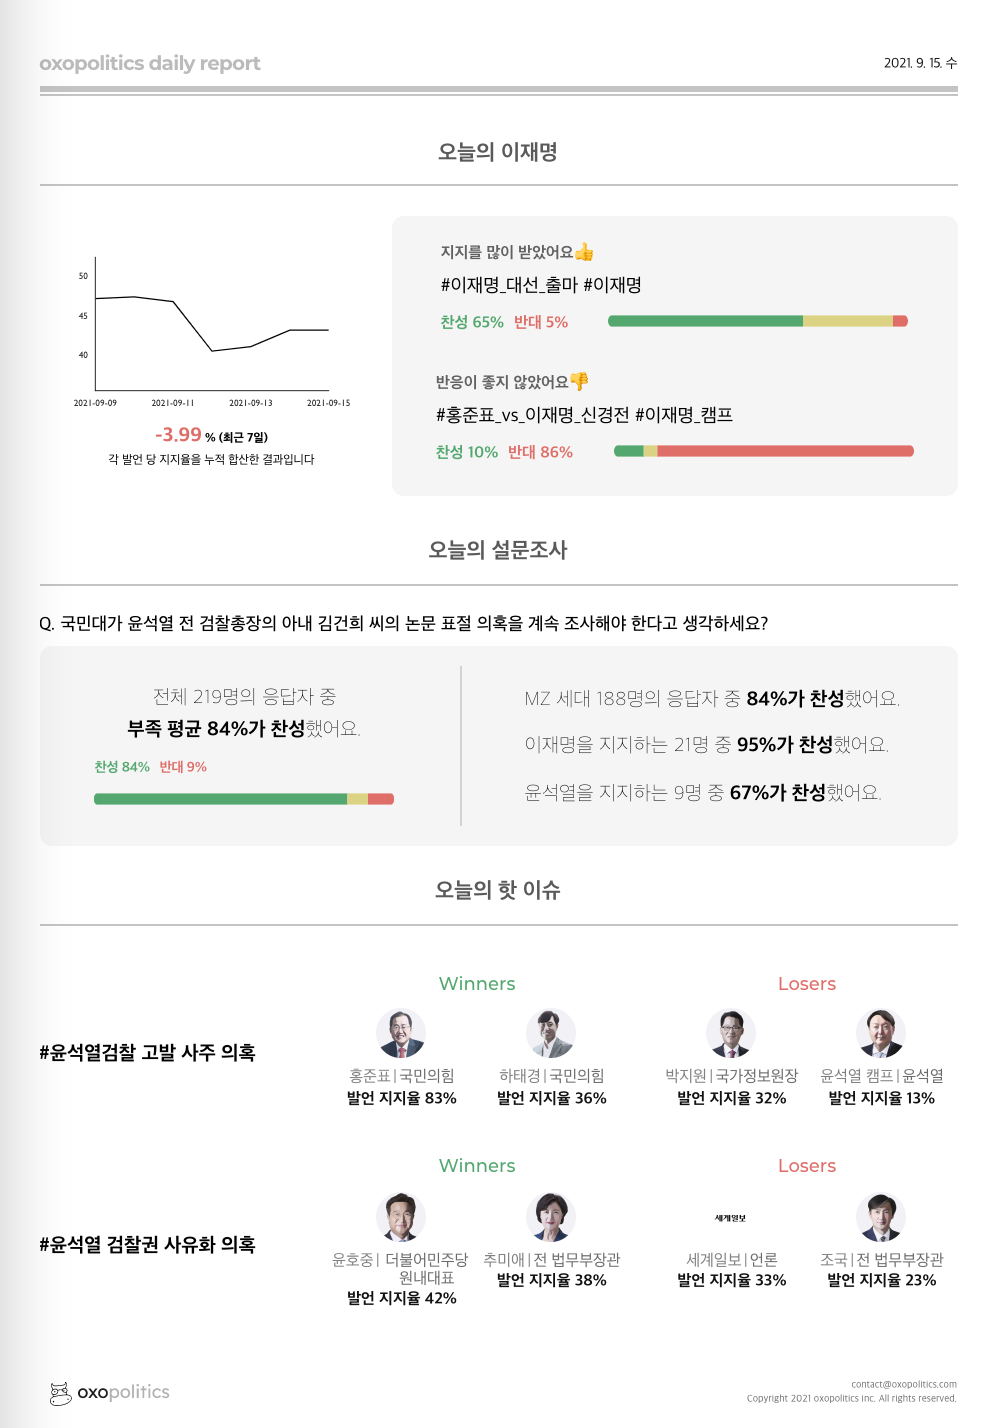 oxopolitics daily report
2021. 9. 15. 수
오늘의 이재명
50
45
40
2021-09-09 2021-09-11 2021-09-13 2021-09-15
-3.99 % (최근 7일)
각 발언 당 지지율을 누적 합산한 결과입니다
지지를 많이 받았어요👍
#이재명_대선_출마 #이재명
찬성 65% 반대 5%
반응이 좋지 않았어요👎
#홍준표_vs_이재명_신경전 #이재명_캠프
찬성 10% 반대 86%
오늘의 설문조사
Q. 국민대가 윤석열 전 검찰총장의 아내 김건희 씨의 논문 표절 의혹을 계속 조사해야 한다고 생각하세요?
전체 219명의 응답자 중
부족 평균 84%가 찬성했어요.
찬성 84% 반대 9%
MZ 세대 188명의 응답자 중 84%가 찬성했어요.
이재명을 지지하는 21명 중 95%가 찬성했어요.
윤석열을 지지하는 9명 중 67%가 찬성했어요.
오늘의 핫 이슈
#윤석열검찰 고발 사주 의혹
Winners
홍준표 | 국민의힘
발언 지지율 83%
하태경 | 국민의힘
발언 지지율 36%
Losers
박지원 | 국가정보원장
발언 지지율 32%
윤석열 캠프 | 윤석열
발언 지지율 13%
#윤석열 검찰권 사유화 의혹
Winners
윤호중 | 더불어민주당
원내대표
발언 지지율 42%
추미애 | 전 법무부장관
발언 지지율 38%
Losers
세계일보
세계일보 | 언론
발언 지지율 33%
조국 | 전 법무부장관
발언 지지율 23%
oxopolitics
contact@oxopolitics.com
Copyright 2021 oxopolitics inc. All rights reserved.